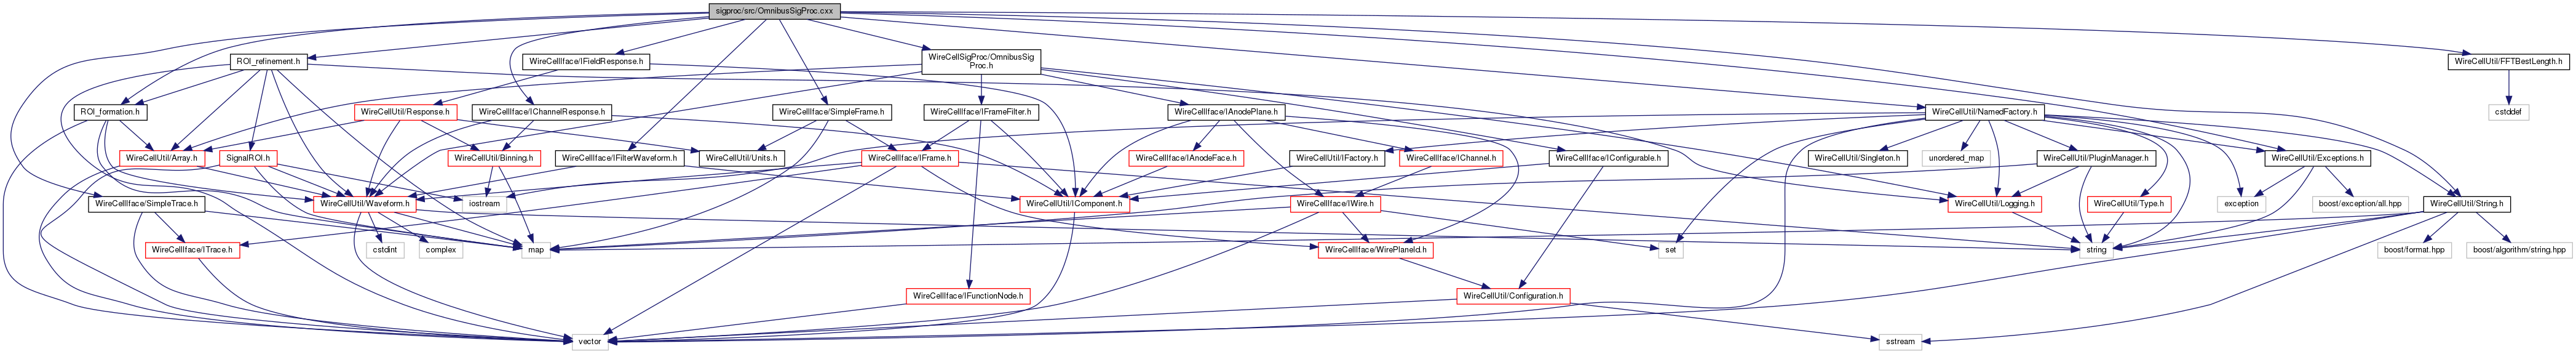 sigproc/src/OmnibusSigProc.cxx
ROI_refinement.h
WireCellIface/IFieldResponse.h
WireCellSigProc/OmnibusSig
Proc.h
WireCellUtil/FFTBestLength.h
ROI_formation.h
WireCellUtil/Response.h
WireCellIface/IChannelResponse.h
WireCellIface/SimpleFrame.h
WireCellIface/IFrameFilter.h
WireCellIface/IAnodePlane.h
WireCellUtil/NamedFactory.h
cstddef
WireCellUtil/Array.h
SignalROI.h
WireCellUtil/Binning.h
WireCellIface/IFilterWaveform.h
WireCellUtil/Units.h
WireCellIface/IFrame.h
WireCellIface/IAnodeFace.h
WireCellUtil/IFactory.h
WireCellIface/IChannel.h
WireCellIface/IConfigurable.h
WireCellUtil/Singleton.h
unordered_map
WireCellUtil/PluginManager.h
WireCellUtil/Exceptions.h
WireCellIface/SimpleTrace.h
WireCellUtil/Waveform.h
iostream
WireCellUtil/IComponent.h
WireCellIface/IWire.h
WireCellUtil/Logging.h
WireCellUtil/Type.h
exception
boost/exception/all.hpp
WireCellUtil/String.h
WireCellIface/ITrace.h
cstdint
complex
map
WireCellIface/WirePlaneId.h
set
string
boost/format.hpp
boost/algorithm/string.hpp
WireCellIface/IFunctionNode.h
WireCellUtil/Configuration.h
vector
sstream